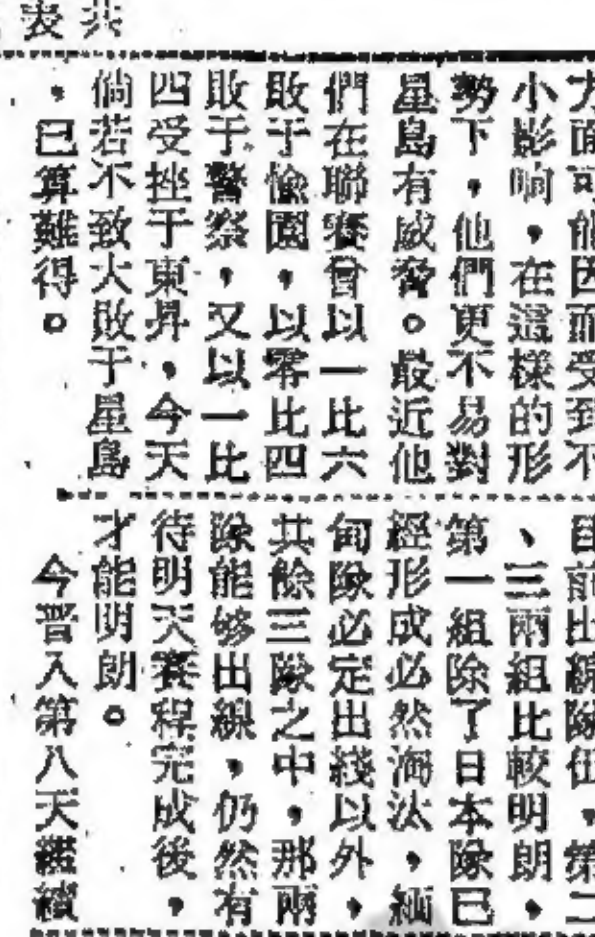 共表
方面可能因而受到不
小影响，在這樣的形
勢下，他們更不易對
星島有威脅。最近他
們在聯賽曾以一比六
敗于愉園，以零比四
敗于警察，又以一比
四受挫于東昇，今天
倘若不致大敗于星島
，已算難得。
目前出線隊伍，第二
、三兩組比較明朗，
第一組除了日本隊已
經形成必然淘汰，緬
甸隊必定出綫以外，
其餘三隊之中，那兩
隊能够出線，仍然有
待明天賽程完成後，
才能明朗。
今晋入第八天繼續